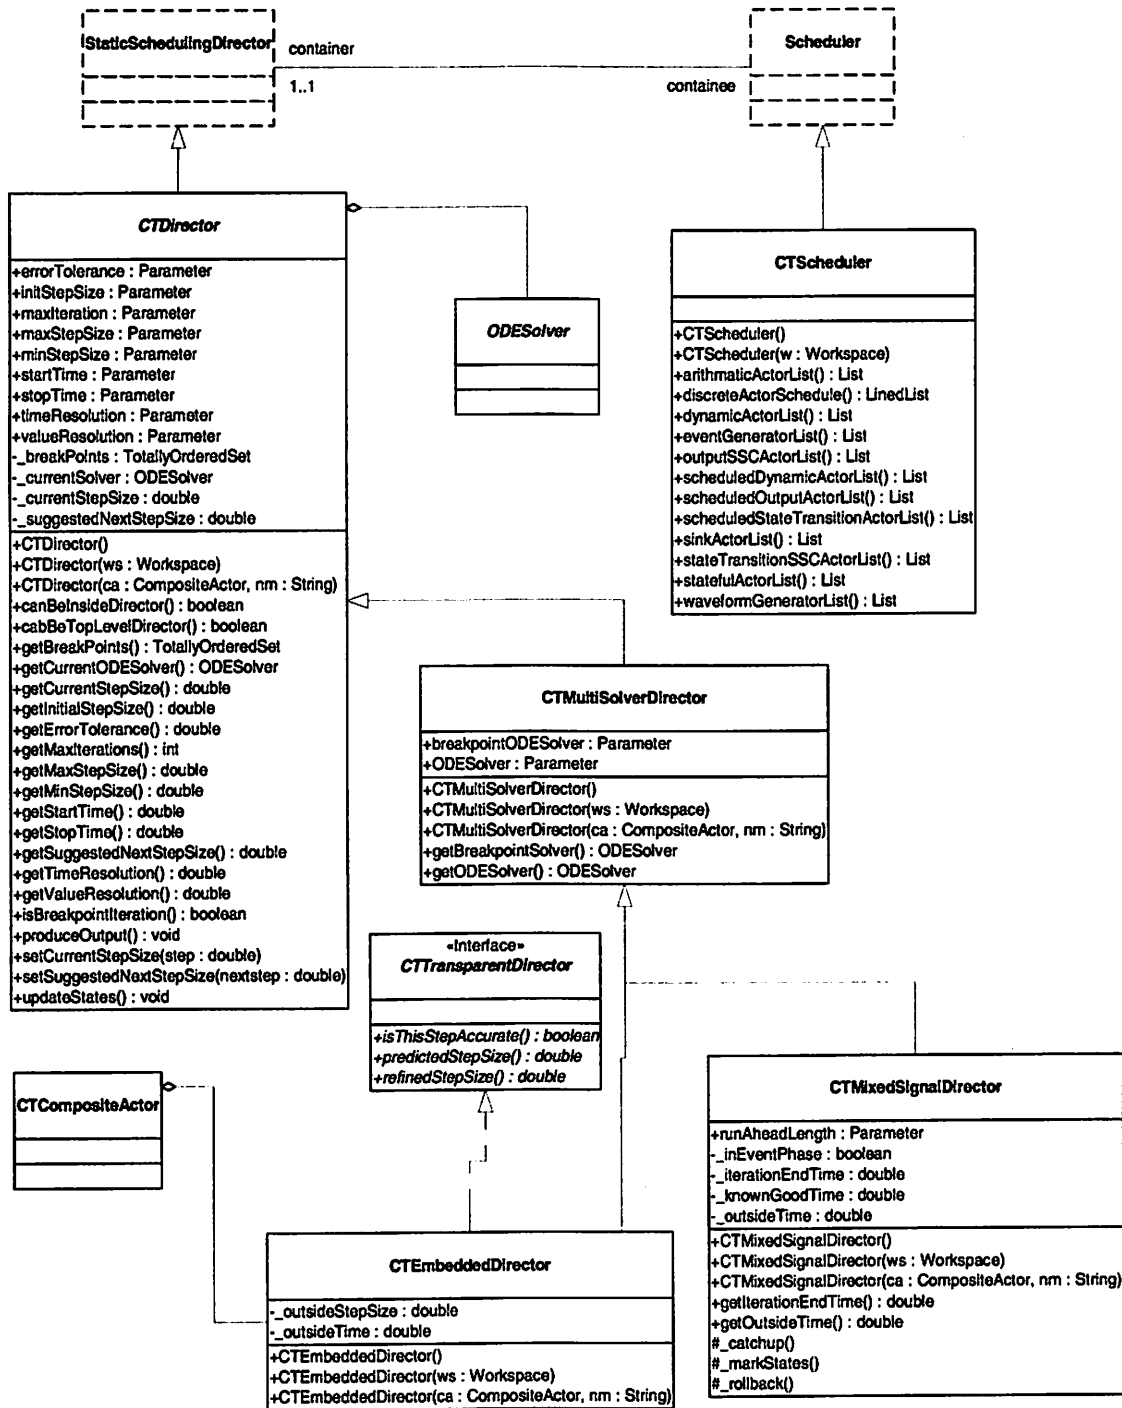 StaticSchedulingDirector
container
1..1
Scheduler
containee
CTDirector
+errorTolerance : Parameter
+initStepSize : Parameter
+maxIteration : Parameter
+maxStepSize : Parameter
+minStepSize : Parameter
+startTime : Parameter
+stopTime : Parameter
+timeResolution : Parameter
+valueResolution : Parameter
-_breakPoints : TotallyOrderedSet
-_currentSolver : ODESolver
-_currentStepSize : double
-_suggestedNextStepSize : double
+CTDirector()
+CTDirector(ws : Workspace)
+CTDirector(ca : CompositeActor, nm : String)
+canBeInsideDirector() : boolean
+cabBeTopLevelDirector() : boolean
+getBreakPoints() : TotallyOrderedSet
+getCurrentODESolver() : ODESolver
+getCurrentStepSize() : double
+getInitialStepSize() : double
+getErrorTolerance() : double
+getMaxIterations() : int
+getMaxStepSize() : double
+getMinStepSize() : double
+getStartTime() : double
+getStopTime() : double
+getSuggestedNextStepSize() : double
+getTimeResolution() : double
+getValueResolution() : double
+isBreakpointIteration() : boolean
+produceOutput() : void
+setCurrentStepSize(step : double)
+setSuggestedNextStepSize(nextstep : double)
+updateStates() : void
ODESolver
CTScheduler
+CTScheduler()
+CTScheduler(w : Workspace)
+arithmaticActorList() : List
+discreteActorSchedule() : LinedList
+dynamicActorList() : List
+eventGeneratorList() : List
+outputSSCActorList() : List
+scheduledDynamicActorList() : List
+scheduledOutputActorList() : List
+scheduledStateTransitionActorList() : List
+sinkActorList() : List
+stateTransitionSSCActorList() : List
+statefulActorList() : List
+waveformGeneratorList() : List
CTMultiSolverDirector
+breakpointODESolver : Parameter
+ODESolver : Parameter
+CTMultiSolverDirector()
+CTMultiSolverDirector(ws : Workspace)
+CTMultiSolverDirector(ca : CompositeActor, nm : String)
+getBreakpointSolver() : ODESolver
+getODESolver() : ODESolver
«Interface»
CTTransparentDirector
+isThisStepAccurate() : boolean
+predictedStepSize() : double
+refinedStepSize() : double
CTCompositeActor
CTMixedSignalDirector
+runAheadLength : Parameter
-_inEventPhase : boolean
-_iterationEndTime : double
-_knownGoodTime : double
-_outsideTime : double
+CTMixedSignalDirector()
+CTMixedSignalDirector(ws : Workspace)
+CTMixedSignalDirector(ca : CompositeActor, nm : String)
+getIterationEndTime() : double
+getOutsideTime() : double
#_catchup()
#_markStates()
#_rollback()
CTEmbeddedDirector
-_outsideStepSize : double
-_outsideTime : double
+CTEmbeddedDirector()
+CTEmbeddedDirector(ws : Workspace)
+CTEmbeddedDirector(ca : CompositeActor, nm : String)